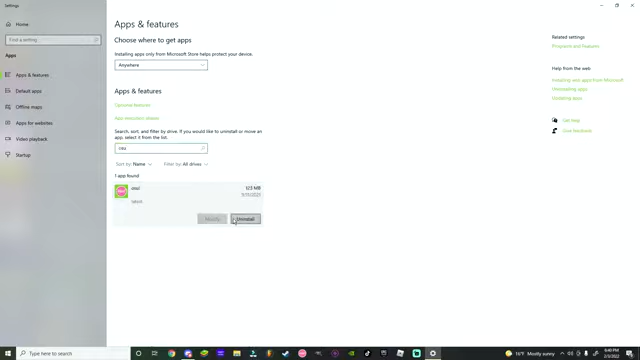 Settings
Home
Find a setting
Apps
Apps & features
Default apps
Offline maps
Apps for websites
Video playback
Startup
Apps & features
Choose where to get apps
Installing apps only from Microsoft Store helps protect your device.
Anywhere
Apps & features
Optional features
App execution aliases
Search, sort, and filter by drive. If you would like to uninstall or move an
app, select it from the list.
osu
Sort by: Name
Filter by: All drives
1 app found
osu!
latest
Modify
Uninstall
Related settings
Programs and Features
Help from the web
Installing web apps from Microsoft
Updating apps
Get help
Give feedback
Type here to search
Mostly sunny